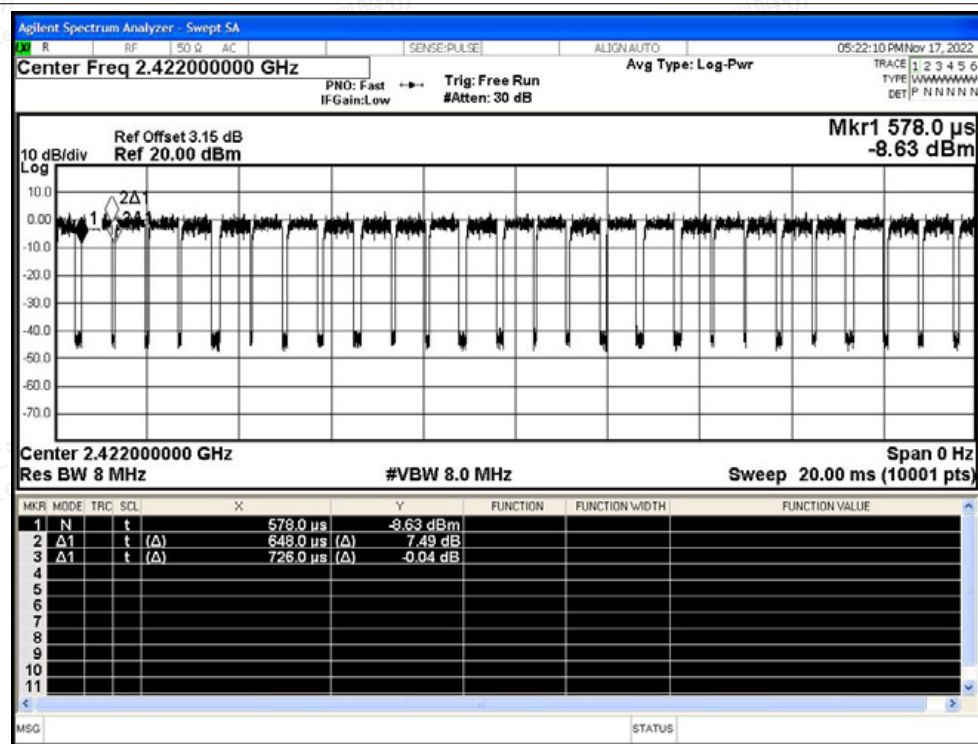 Agilent Spectrum Analyzer - Swept SA
R RF 50 Ω AC SENSE:PULSE ALIGN AUTO 05:22:10 PM Nov 17, 2022
Center Freq 2.422000000 GHz Avg Type: Log-Pwr TRACE 1 2 3 4 5 6
PNO: Fast Trig: Free Run TYPE WWWWWW
IFGain:Low #Atten: 30 dB DET P N N N N N
Mkr1 578.0 µs
Ref Offset 3.15 dB
10 dB/div Ref 20.00 dBm -8.63 dBm
Log
10.0
2Δ1
0.00
1
3Δ1
-10.0
-20.0
-30.0
-40.0
-50.0
-60.0
-70.0
Center 2.422000000 GHz Span 0 Hz
Res BW 8 MHz #VBW 8.0 MHz Sweep 20.00 ms (10001 pts)
MKR MODE TRC SCL X Y FUNCTION FUNCTION WIDTH FUNCTION VALUE
1 N t 578.0 µs -8.63 dBm
2 Δ1 t (Δ) 648.0 µs (Δ) 7.49 dB
3 Δ1 t (Δ) 726.0 µs (Δ) -0.04 dB
4
5
6
7
8
9
10
11
MSG STATUS